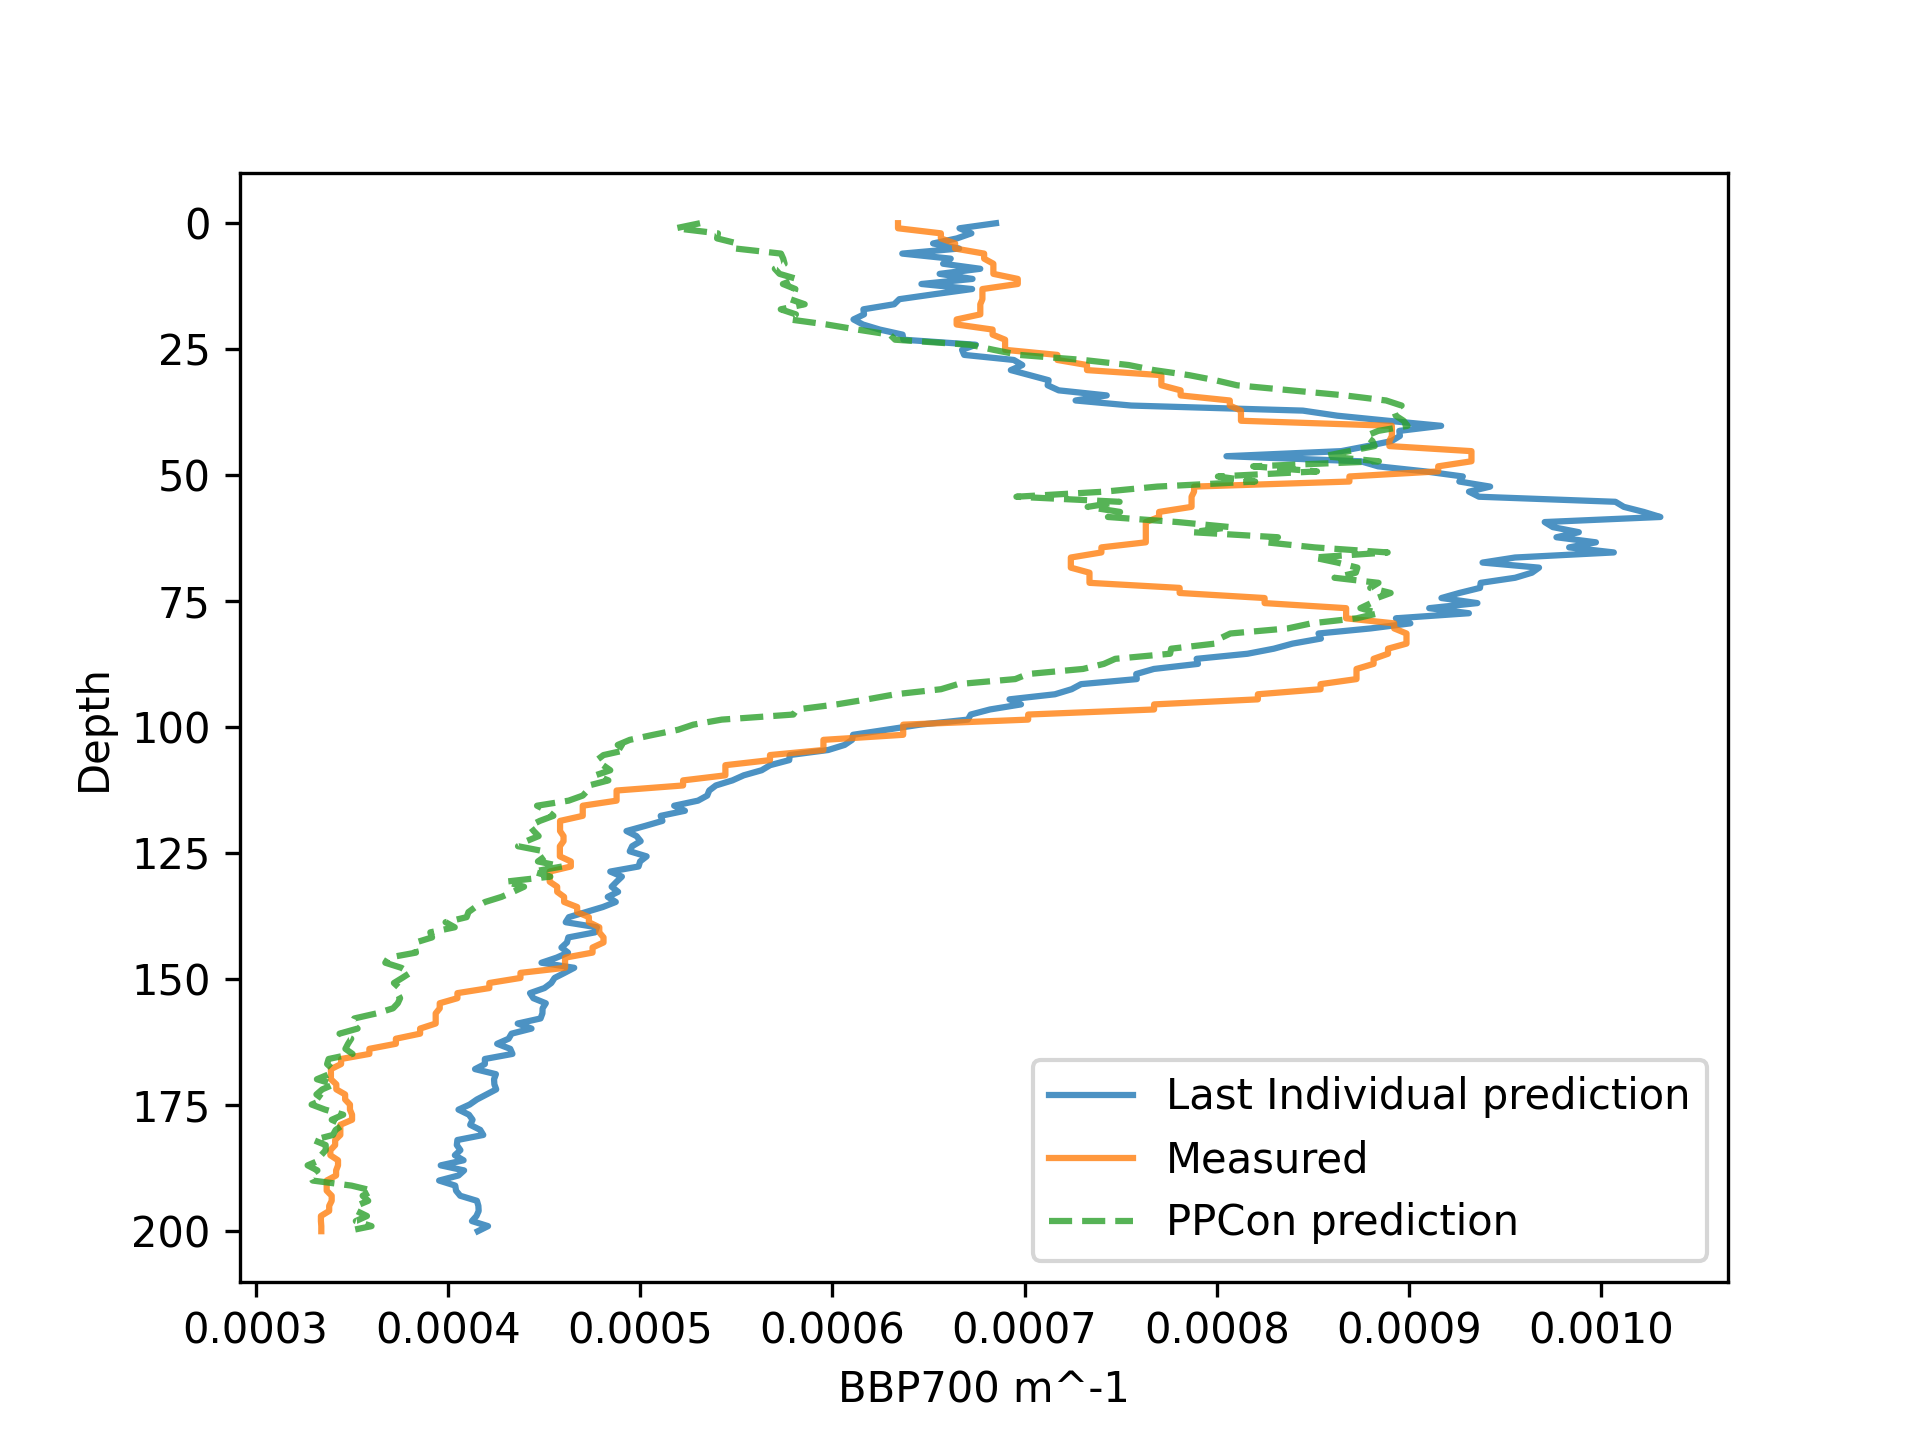 0
25
50
75
100
125
150
175
200
Depth
0.0003 0.0004 0.0005 0.0006 0.0007 0.0008 0.0009 0.0010
BBP700 m^-1
Last Individual prediction
Measured
PPCon prediction